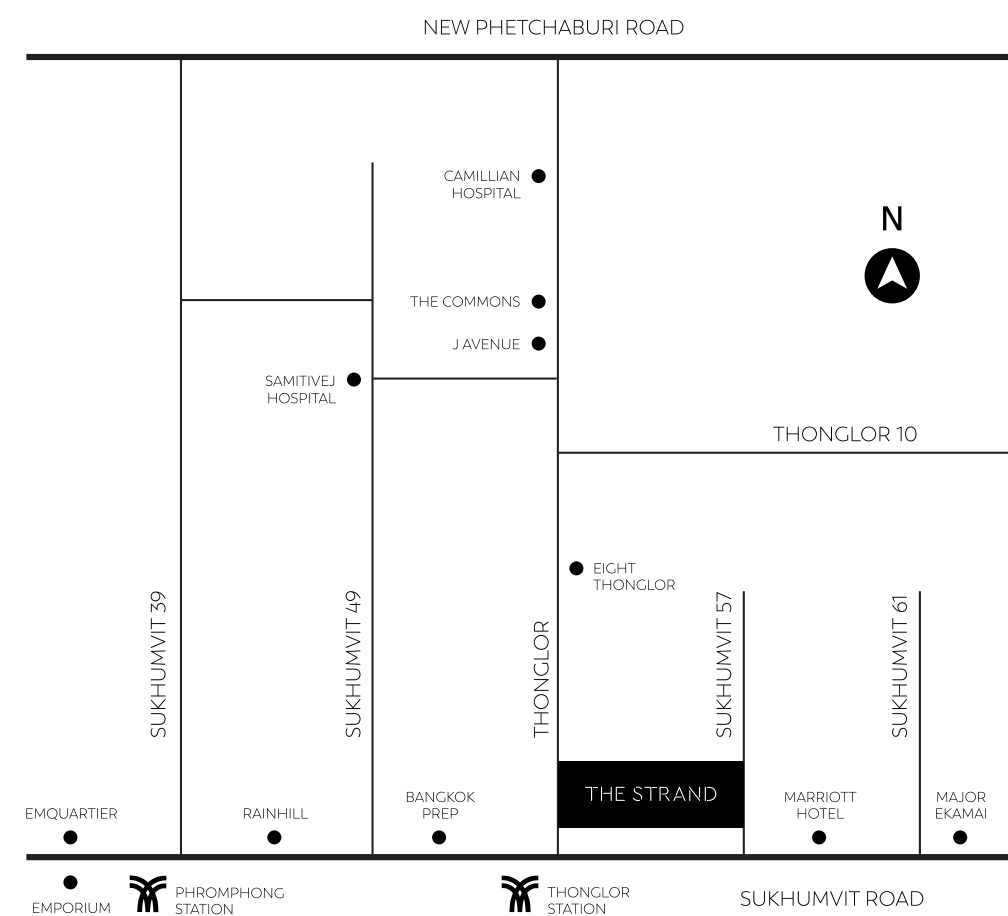 NEW PHETCHABURI ROAD
CAMILLIAN
HOSPITAL
N
THE COMMONS
J AVENUE
SAMITIVEJ
HOSPITAL
THONGLOR 10
EIGHT
THONGLOR
SUKHUMVIT 39
SUKHUMVIT 49
THONGLOR
SUKHUMVIT 57
SUKHUMVIT 61
THE STRAND
EMQUARTIER
RAINHILL
BANGKOK
PREP
MARRIOTT
HOTEL
MAJOR
EKAMAI
EMPORIUM
PHROMPHONG
STATION
THONGLOR
STATION
SUKHUMVIT ROAD